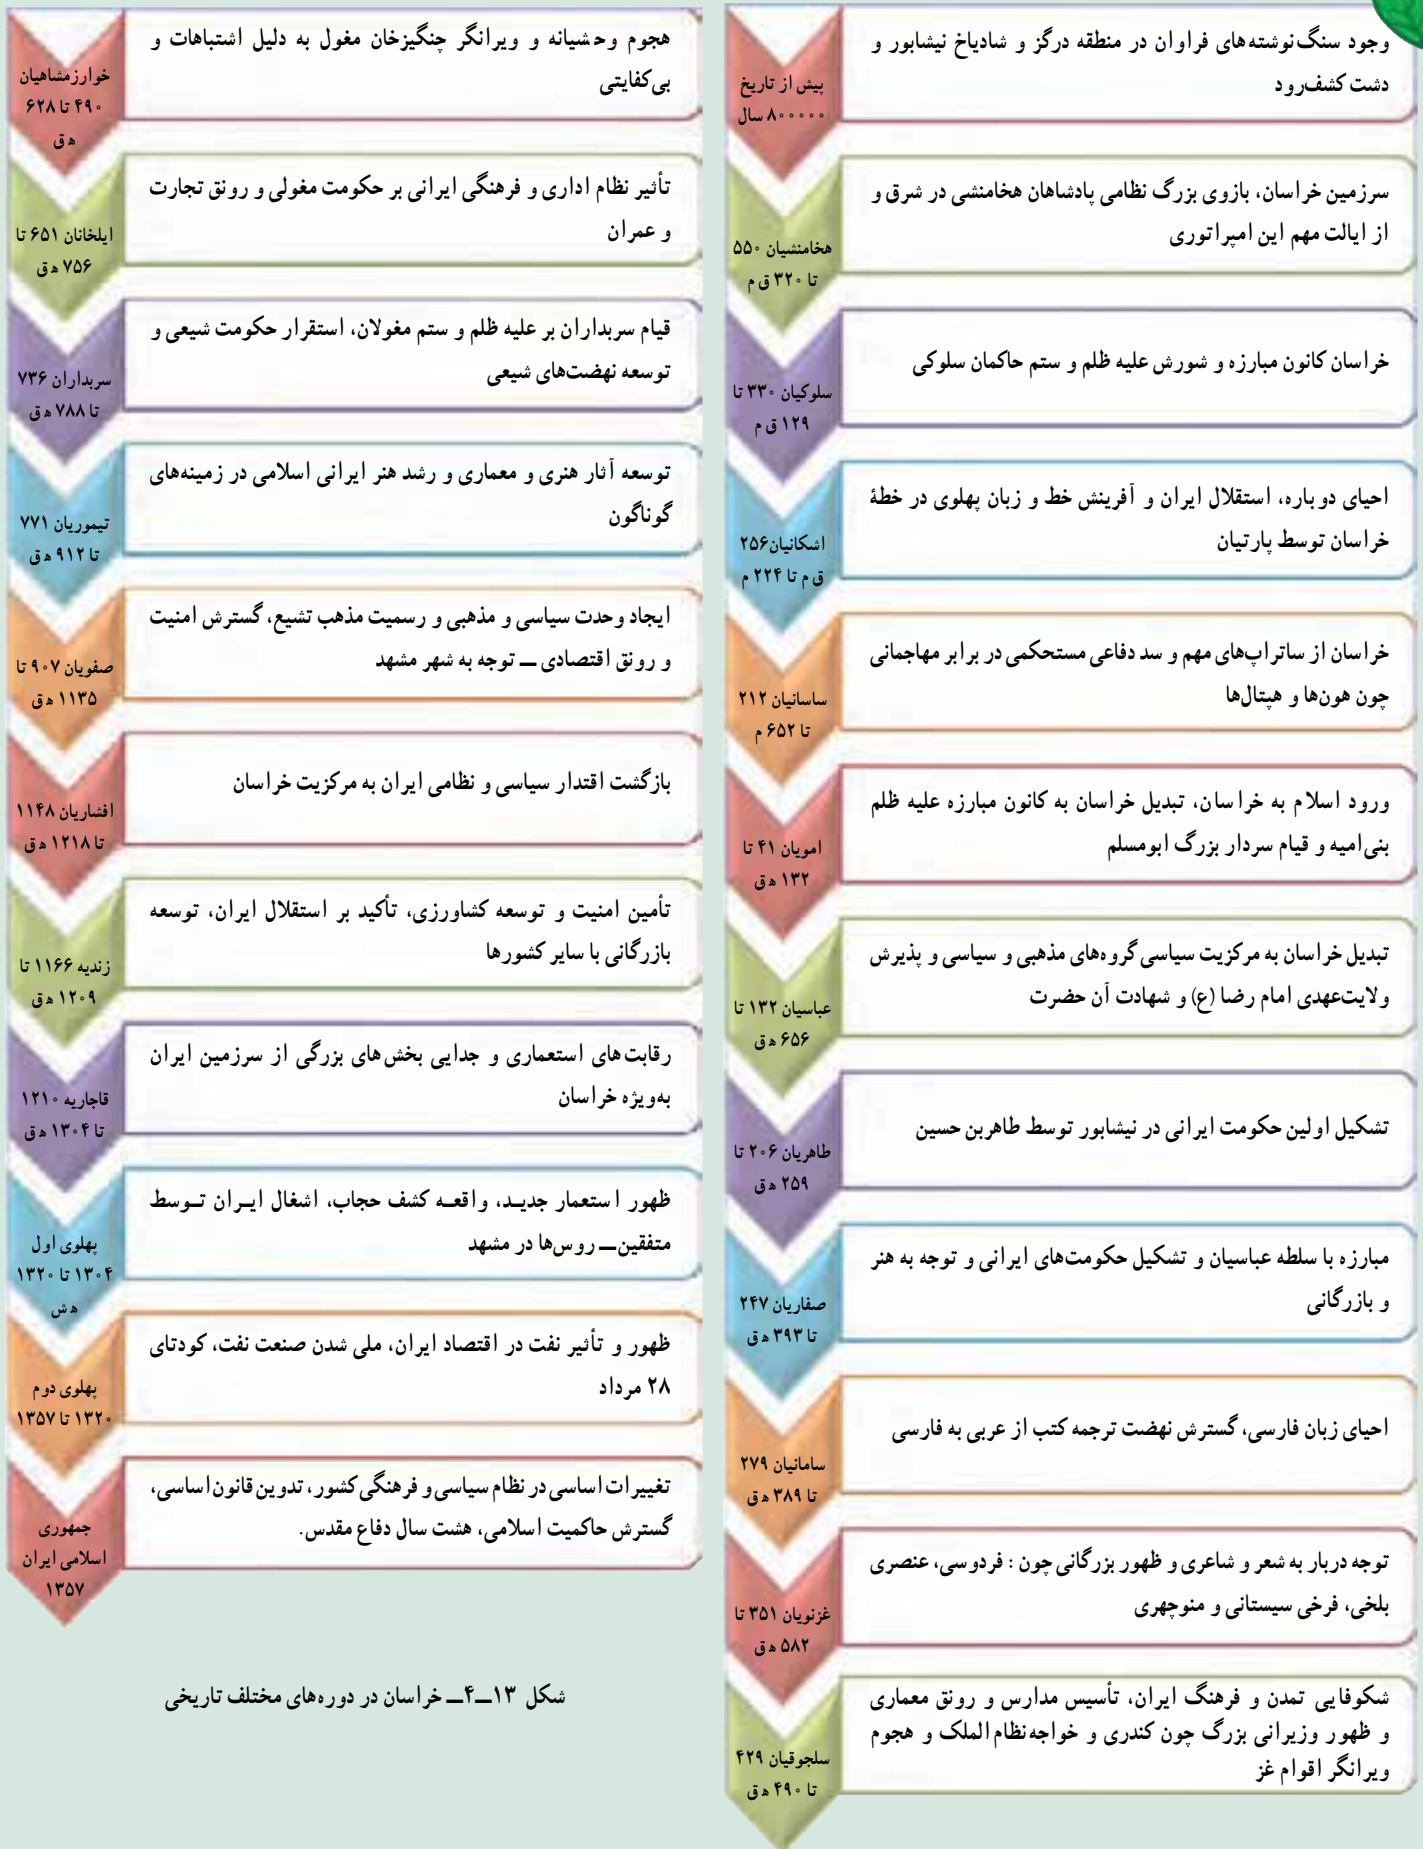 پیش از تاریخ
۸۰۰۰۰۰ سال
وجود سنگ‌نوشته‌های فراوان در منطقه درگز و شادیاخ نیشابور و
دشت کشف‌رود
هخامنشیان ۵۵۰
تا ۳۲۰ ق م
سرزمین خراسان، بازوی بزرگ نظامی پادشاهان هخامنشی در شرق و
از ایالت مهم این امپراتوری
سلوکیان ۳۳۰ تا
۱۲۹ ق م
خراسان کانون مبارزه و شورش علیه ظلم و ستم حاکمان سلوکی
اشکانیان۲۵۶
ق م تا ۲۲۴ م
احیای دوباره، استقلال ایران و آفرینش خط و زبان پهلوی در خطهٔ
خراسان توسط پارتیان
ساسانیان ۲۱۲
تا ۶۵۲ م
خراسان از ساتراپ‌های مهم و سد دفاعی مستحکمی در برابر مهاجمانی
چون هون‌ها و هپتال‌ها
امویان ۴۱ تا
۱۳۲ ه ق
ورود اسلام به خراسان، تبدیل خراسان به کانون مبارزه علیه ظلم
بنی‌امیه و قیام سردار بزرگ ابومسلم
عباسیان ۱۳۲ تا
۶۵۶ ه ق
تبدیل خراسان به مرکزیت سیاسی گروه‌های مذهبی و سیاسی و پذیرش
ولایت‌عهدی امام رضا (ع) و شهادت آن حضرت
طاهریان ۲۰۶ تا
۲۵۹ ه ق
تشکیل اولین حکومت ایرانی در نیشابور توسط طاهربن حسین
صفاریان ۲۴۷
تا ۳۹۳ ه ق
مبارزه با سلطه عباسیان و تشکیل حکومت‌های ایرانی و توجه به هنر
و بازرگانی
سامانیان ۲۷۹
تا ۳۸۹ ه ق
احیای زبان فارسی، گسترش نهضت ترجمه کتب از عربی به فارسی
غزنویان ۳۵۱ تا
۵۸۲ ه ق
توجه دربار به شعر و شاعری و ظهور بزرگانی چون : فردوسی، عنصری
بلخی، فرخی سیستانی و منوچهری
سلجوقیان ۴۲۹
تا ۴۹۰ ه ق
شکوفایی تمدن و فرهنگ ایران، تأسیس مدارس و رونق معماری
و ظهور وزیرانی بزرگ چون کندری و خواجه‌نظام‌الملک و هجوم
ویرانگر اقوام غز
خوارزمشاهیان
۴۹۰ تا ۶۲۸
ه ق
هجوم وحشیانه و ویرانگر چنگیزخان مغول به دلیل اشتباهات و
بی‌کفایتی
ایلخانان ۶۵۱ تا
۷۵۶ ه ق
تأثیر نظام اداری و فرهنگی ایرانی بر حکومت مغولی و رونق تجارت
و عمران
سربداران ۷۳۶
تا ۷۸۸ ه ق
قیام سربداران بر علیه ظلم و ستم مغولان، استقرار حکومت شیعی و
توسعه نهضت‌های شیعی
تیموریان ۷۷۱
تا ۹۱۲ ه ق
توسعه آثار هنری و معماری و رشد هنر ایرانی اسلامی در زمینه‌های
گوناگون
صفویان ۹۰۷ تا
۱۱۳۵ ه ق
ایجاد وحدت سیاسی و مذهبی و رسمیت مذهب تشیع، گسترش امنیت
و رونق اقتصادی ــ توجه به شهر مشهد
افشاریان ۱۱۴۸
تا ۱۲۱۸ ه ق
بازگشت اقتدار سیاسی و نظامی ایران به مرکزیت خراسان
زندیه ۱۱۶۶ تا
۱۲۰۹ ه ق
تأمین امنیت و توسعه کشاورزی، تأکید بر استقلال ایران، توسعه
بازرگانی با سایر کشورها
قاجاریه ۱۲۱۰
تا ۱۳۰۴ ه ق
رقابت‌های استعماری و جدایی بخش‌های بزرگی از سرزمین ایران
به‌ویژه خراسان
پهلوی اول
۱۳۰۴ تا ۱۳۲۰
ه ش
ظهور استعمار جدیـد، واقعـه کشف حجاب، اشغال ایـران تـوسط
متفقین‌ــ روس‌ها در مشهد
پهلوی دوم
۱۳۲۰ تا ۱۳۵۷
ظهور و تأثیر نفت در اقتصاد ایران، ملی شدن صنعت نفت، کودتای
۲۸ مرداد
جمهوری
اسلامی ایران
۱۳۵۷
تغییرات اساسی در نظام سیاسی و فرهنگی کشور، تدوین قانون اساسی،
گسترش حاکمیت اسلامی، هشت سال دفاع مقدس.
شکل ۱۳ــ۴ــ خراسان در دوره‌های مختلف تاریخی